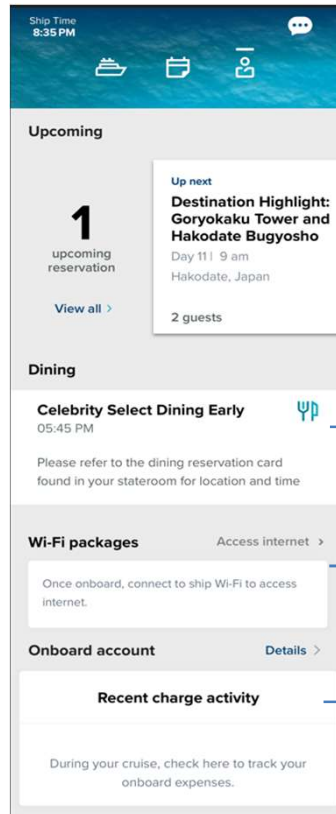 Ship Time
8:35 PM
Upcoming
1
upcoming
reservation
View all >
Up next
Destination Highlight:
Goryokaku Tower and
Hakodate Bugyosho
Day 11 | 9 am
Hakodate, Japan
2 guests
Dining
Celebrity Select Dining Early
05:45 PM
Please refer to the dining reservation card
found in your stateroom for location and time
Wi-Fi packages
Access internet >
Once onboard, connect to ship Wi-Fi to access
internet.
Onboard account
Details >
Recent charge activity
During your cruise, check here to track your
onboard expenses.